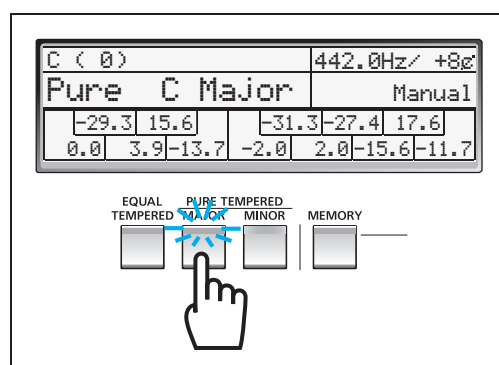 C ( 0) 442.0Hz/ +8¢
Pure C Major Manual
-29.3 15.6 -31.3 -27.4 17.6
0.0 3.9 -13.7 -2.0 2.0 -15.6 -11.7
EQUAL TEMPERED PURE TEMPERED
MAJOR MINOR MEMORY